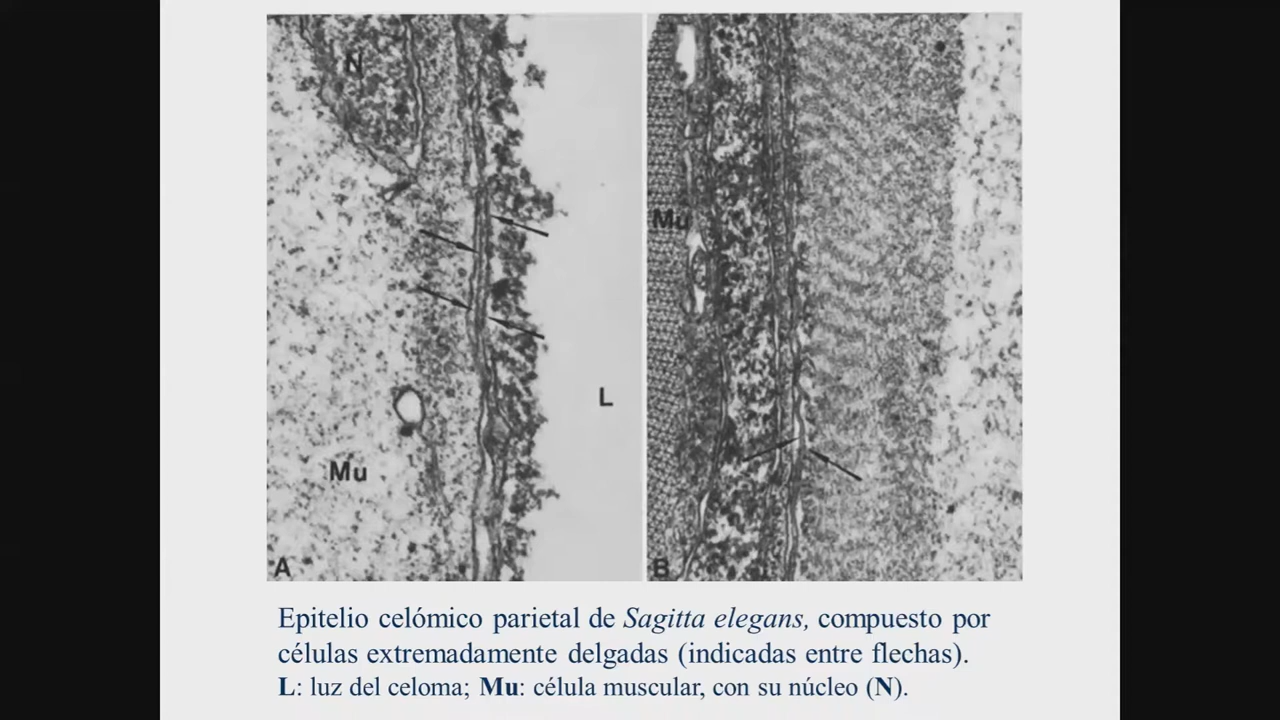 N
Mu
L
Mu
A
B
Epitelio celómico parietal de Sagitta elegans, compuesto por
células extremadamente delgadas (indicadas entre flechas).
L: luz del celoma; Mu: célula muscular, con su núcleo (N).